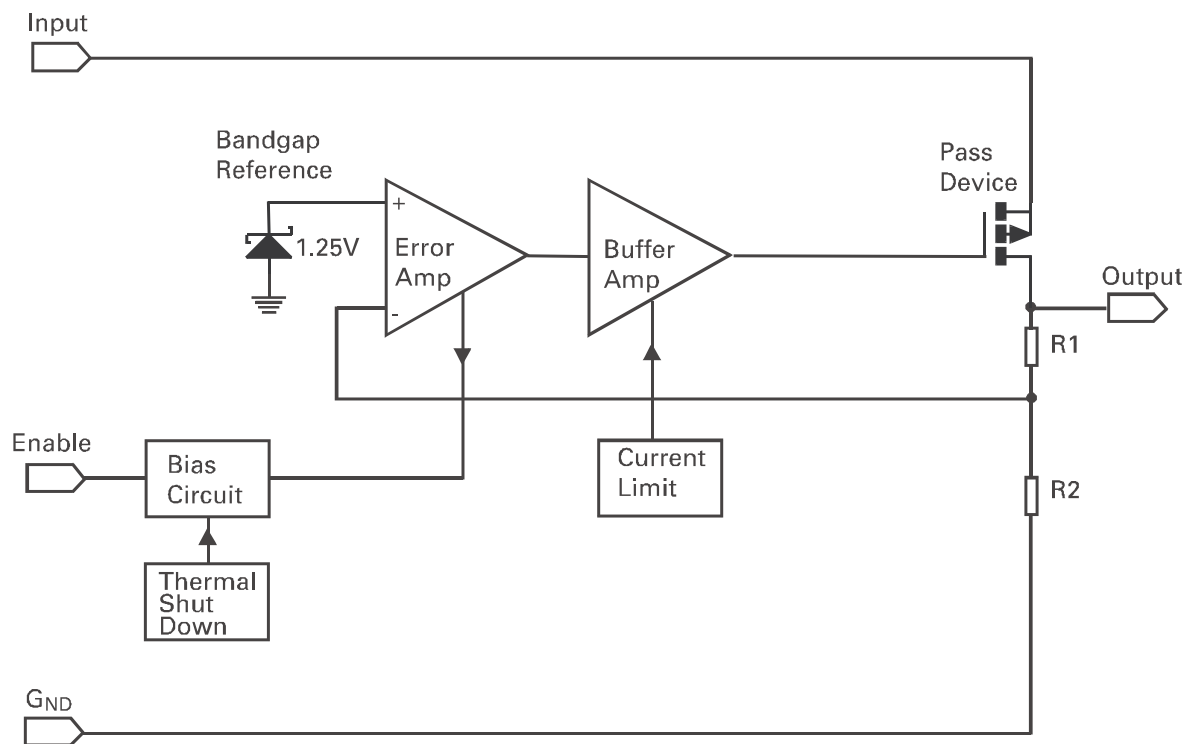 Input
Bandgap
Reference
1.25V
+
Error
Amp
-
Buffer
Amp
Pass
Device
Output
R1
Enable
Bias
Circuit
Current
Limit
R2
Thermal
Shut
Down
GND